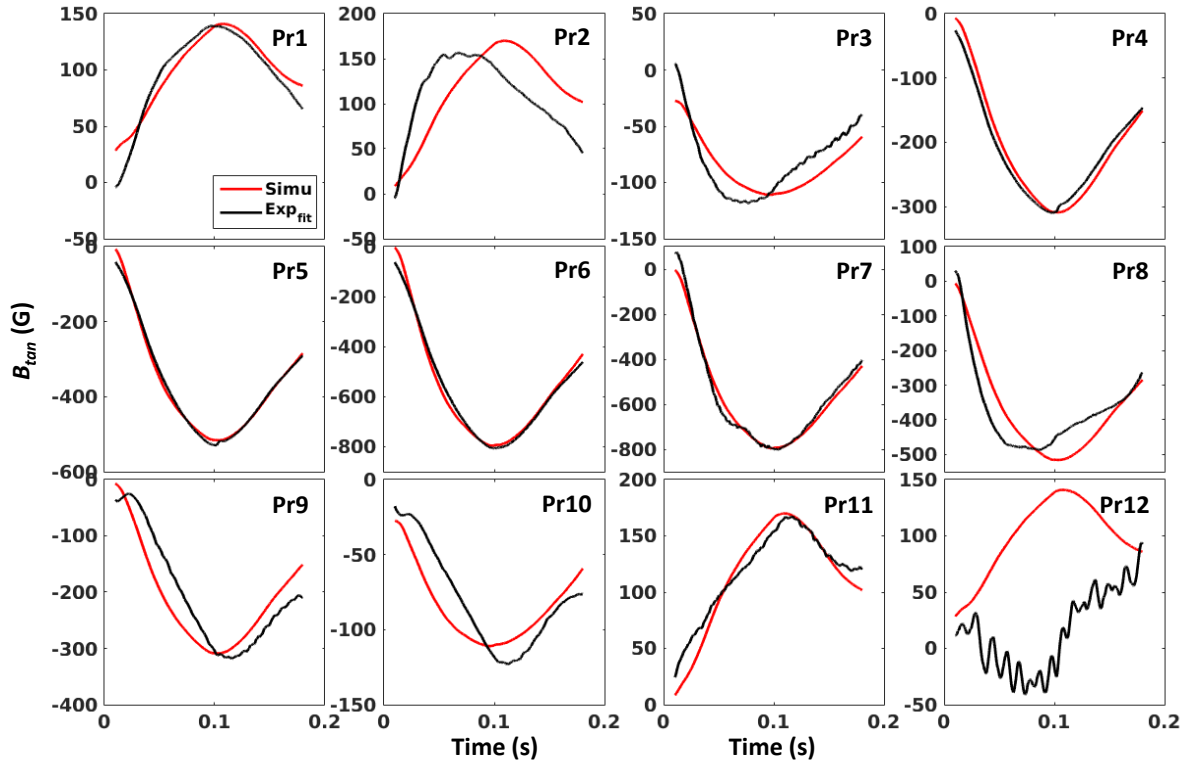 150 Pr1 200 Pr2 100 Pr3 0 Pr4
100 150 50 -100
50 100 0 -200
0 50 -50 -300
Simu
Exp fit
0 -100
-50 -50 -150
0 Pr5 0 Pr6 Pr7 100 Pr8
0 0
-200 -200 -200 -100
-200
-400 -400 -400 -300
-600 -600 -400
-800 -800 -500
-600
B tan (G)
0 Pr9 0 Pr10 200 Pr11 150 Pr12
-100 -50 150 100
-200 100 50
-300 -100 50 0
-400 -150 0 -50
0 0.1 0.2 0 0.1 0.2 0 0.1 0.2 0 0.1 0.2
Time (s) Time (s)